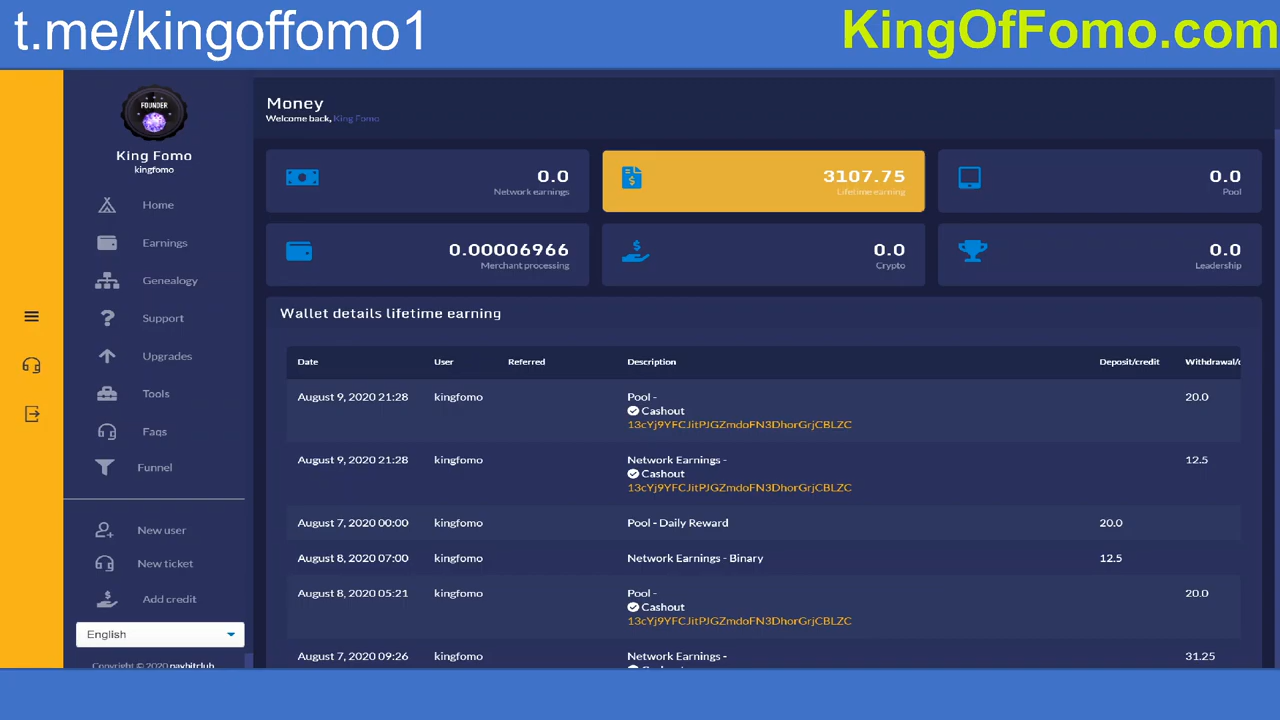 t.me/kingoffomo1
KingOfFomo.com
FOUNDER
King Fomo
kingfomo
Home
Earnings
Genealogy
Support
Upgrades
Tools
Faqs
Funnel
New user
New ticket
Add credit
English
Copyright © 2020 paybitclub
Money
Welcome back, King Fomo
0.0
Network earnings
3107.75
Lifetime earning
0.0
Pool
0.00006966
Merchant processing
0.0
Crypto
0.0
Leadership
Wallet details lifetime earning
Date User Referred Description Deposit/credit Withdrawal/
August 9, 2020 21:28 kingfomo Pool - 20.0
Cashout
13cYj9YFCJitPJGZmdoFN3DhorGrjCBLZC
August 9, 2020 21:28 kingfomo Network Earnings - 12.5
Cashout
13cYj9YFCJitPJGZmdoFN3DhorGrjCBLZC
August 7, 2020 00:00 kingfomo Pool - Daily Reward 20.0
August 8, 2020 07:00 kingfomo Network Earnings - Binary 12.5
August 8, 2020 05:21 kingfomo Pool - 20.0
Cashout
13cYj9YFCJitPJGZmdoFN3DhorGrjCBLZC
August 7, 2020 09:26 kingfomo Network Earnings - 31.25